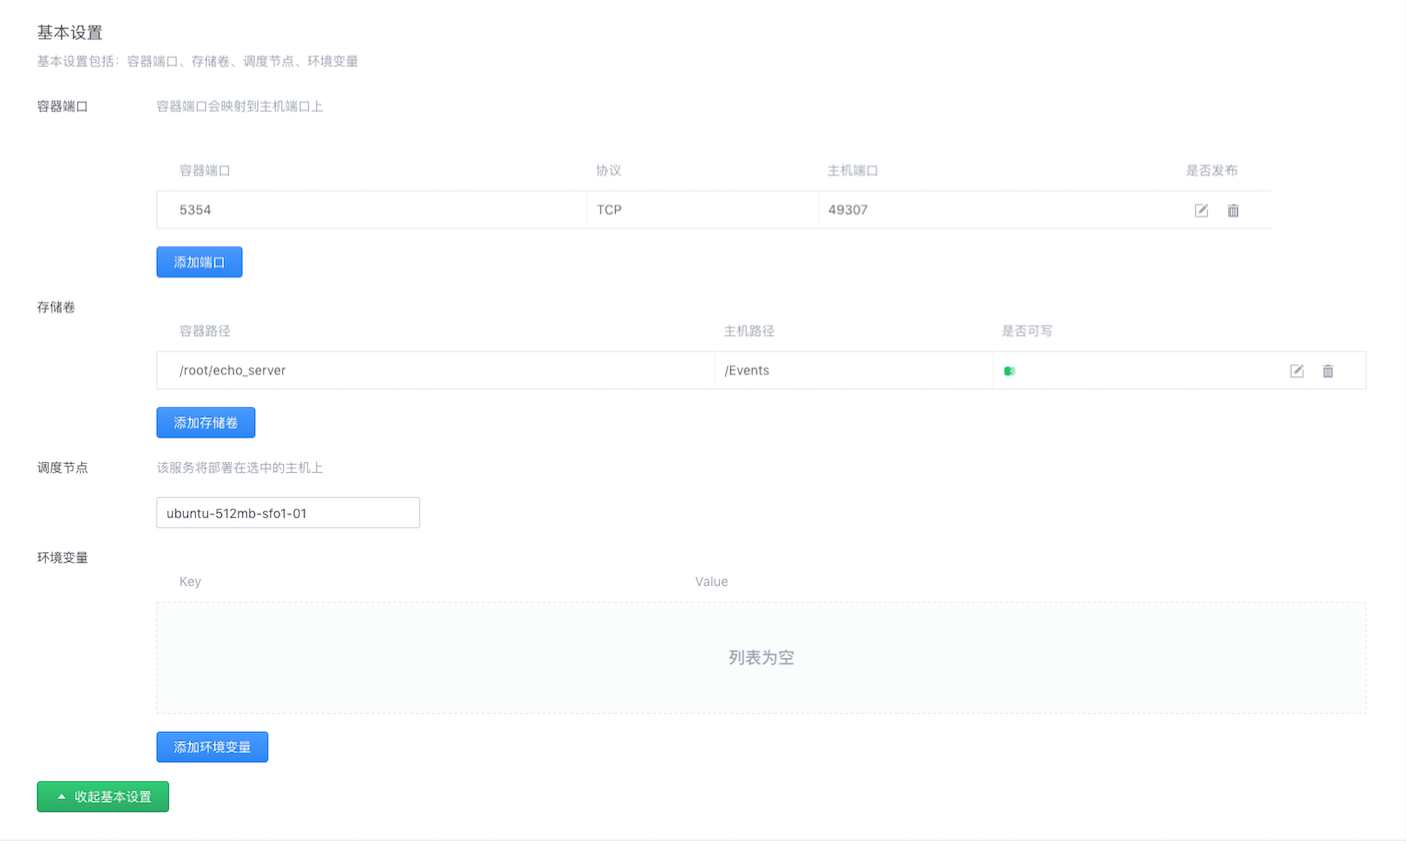 基本设置
基本设置包括：容器端口、存储卷、调度节点、环境变量
容器端口 容器端口会映射到主机端口上
容器端口 协议 主机端口 是否发布
5354 TCP 49307
添加端口
存储卷
容器路径 主机路径 是否可写
/root/echo_server /Events
添加存储卷
调度节点 该服务将部署在选中的主机上
ubuntu-512mb-sfo1-01
环境变量
Key Value
列表为空
添加环境变量
收起基本设置